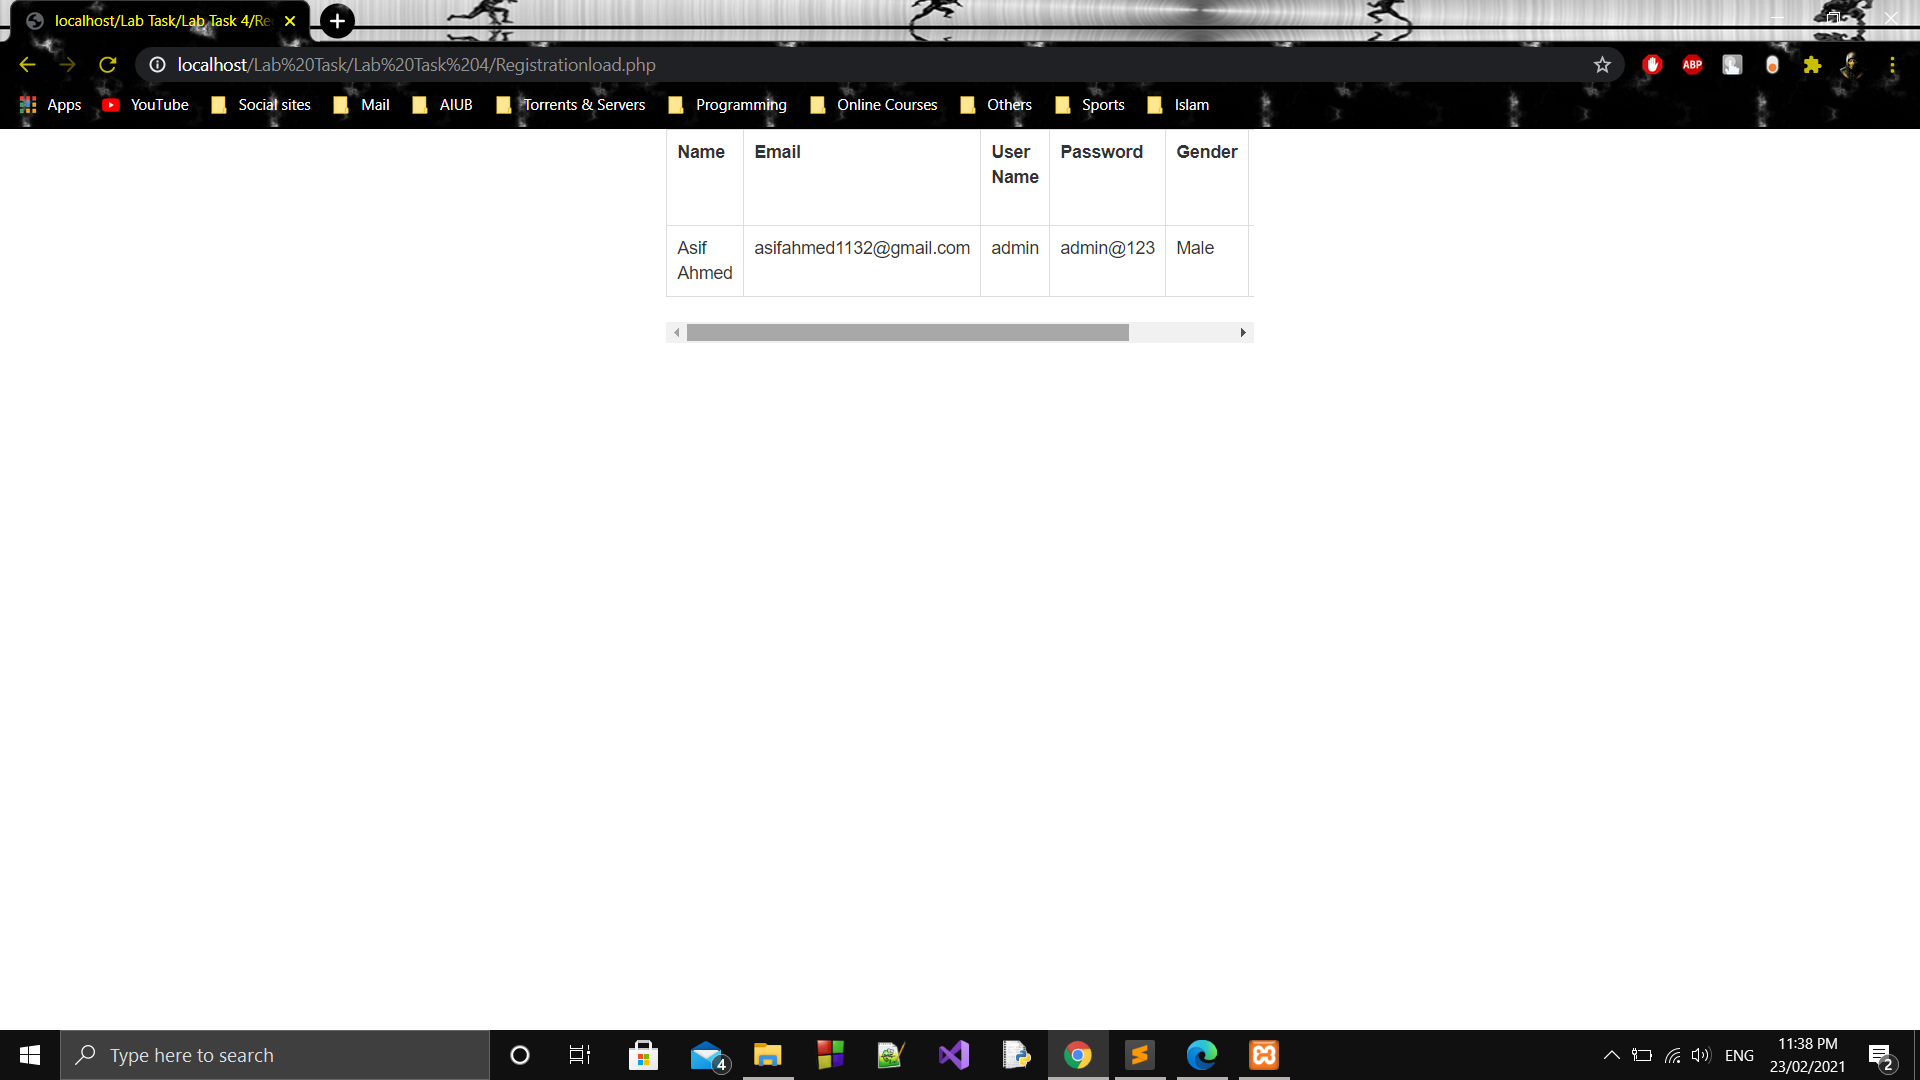 localhost/Lab Task/Lab Task 4/Re
localhost/Lab%20Task/Lab%20Task%204/Registrationload.php
ABP
Apps YouTube Social sites Mail AIUB Torrents & Servers Programming Online Courses Others Sports Islam
Name Email User Name Password Gender
Asif Ahmed asifahmed1132@gmail.com admin admin@123 Male
Type here to search
4
ENG
11:38 PM
23/02/2021
2